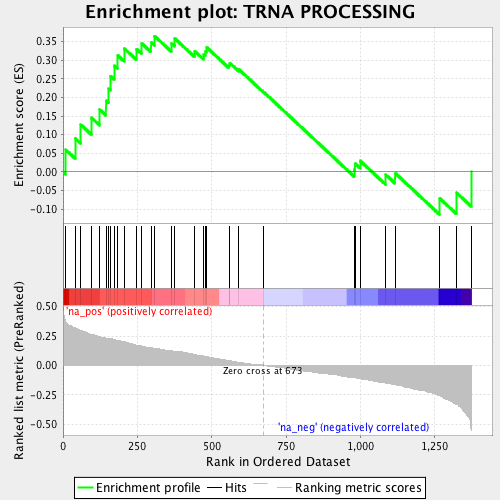 Enrichment plot: TRNA PROCESSING
Enrichment score (ES)
0.35
0.30
0.25
0.20
0.15
0.10
0.05
0.00
-0.05
-0.10
'na_pos' (positively correlated)
Ranked list metric (PreRanked)
0.50
0.25
0.00
-0.25
-0.50
Zero cross at 673
'na_neg' (negatively correlated)
0
250
500
750
1,000
1,250
Rank in Ordered Dataset
Enrichment profile
Hits
Ranking metric scores